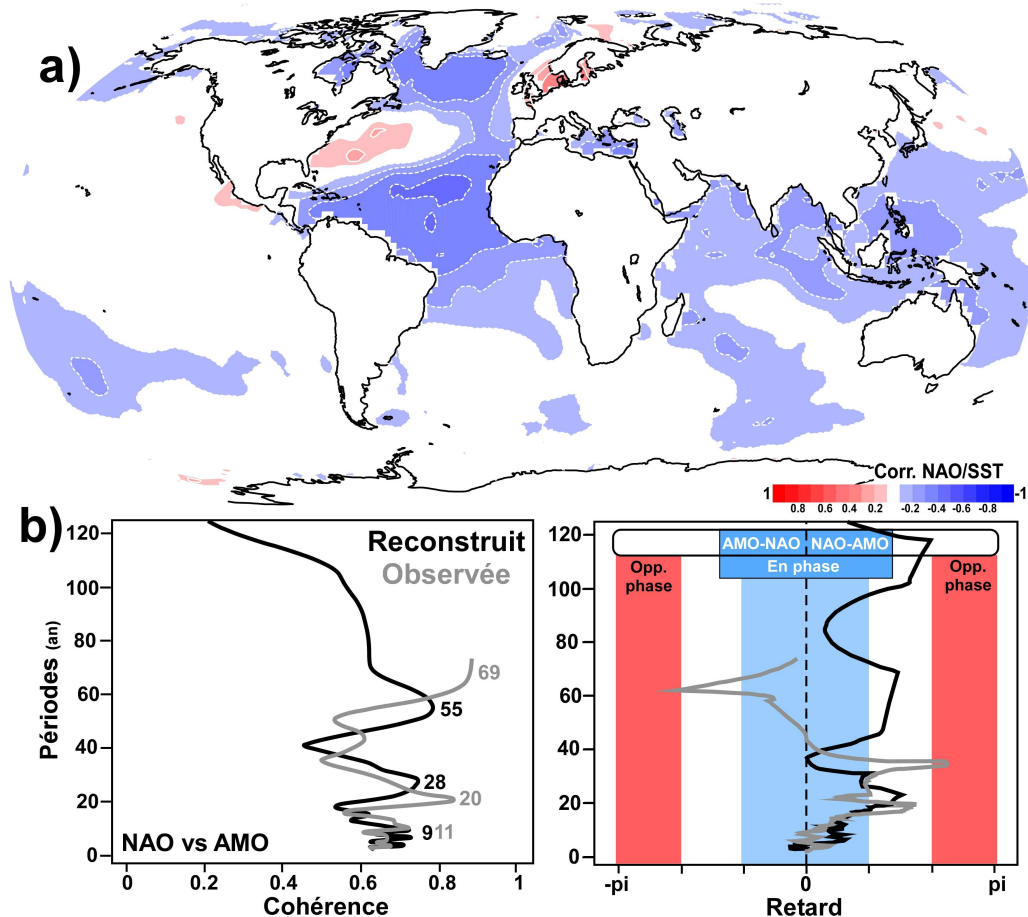 a)
Corr. NAO/SST
1 -1
0.8 0.6 0.4 0.2 -0.2 -0.4 -0.6 -0.8
b)
120
100
80
60
40
20
0
Périodes (an)
Reconstruit
Observée
69
55
28
20
9 11
NAO vs AMO
0 0.2 0.4 0.6 0.8 1
Cohérence
120
100
80
60
40
20
0
AMO-NAO NAO-AMO
En phase
Opp. phase
Opp. phase
-pi 0 pi
Retard